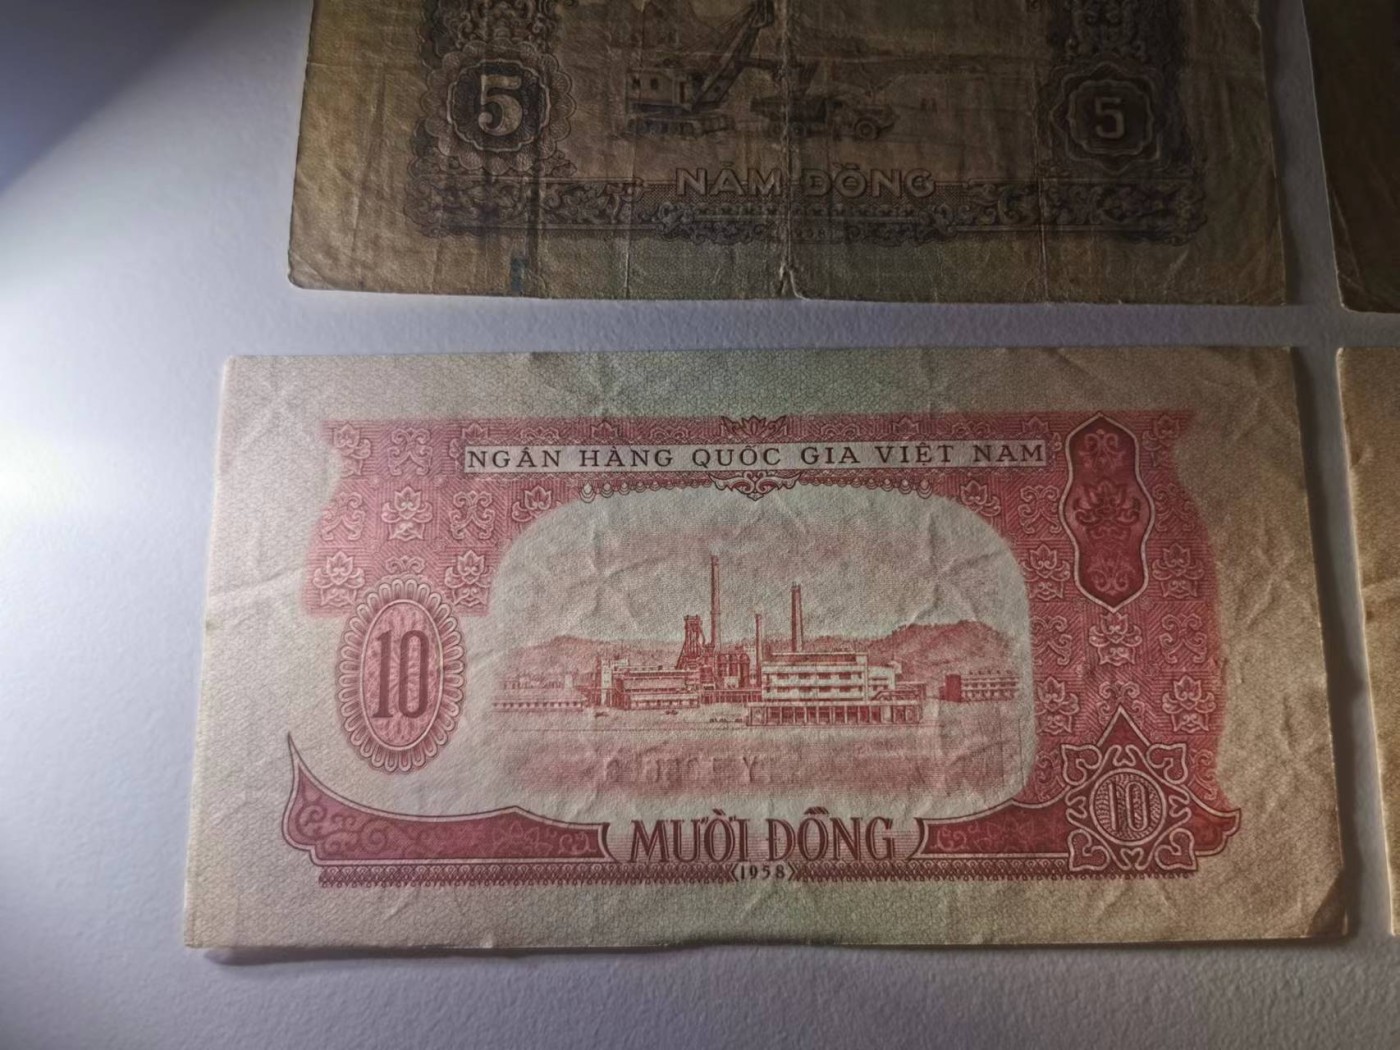 5
5
NĂM ĐỒNG
NGÂN HÀNG QUỐC GIA VIỆT NAM
10
10
MƯỜI ĐỒNG
1958